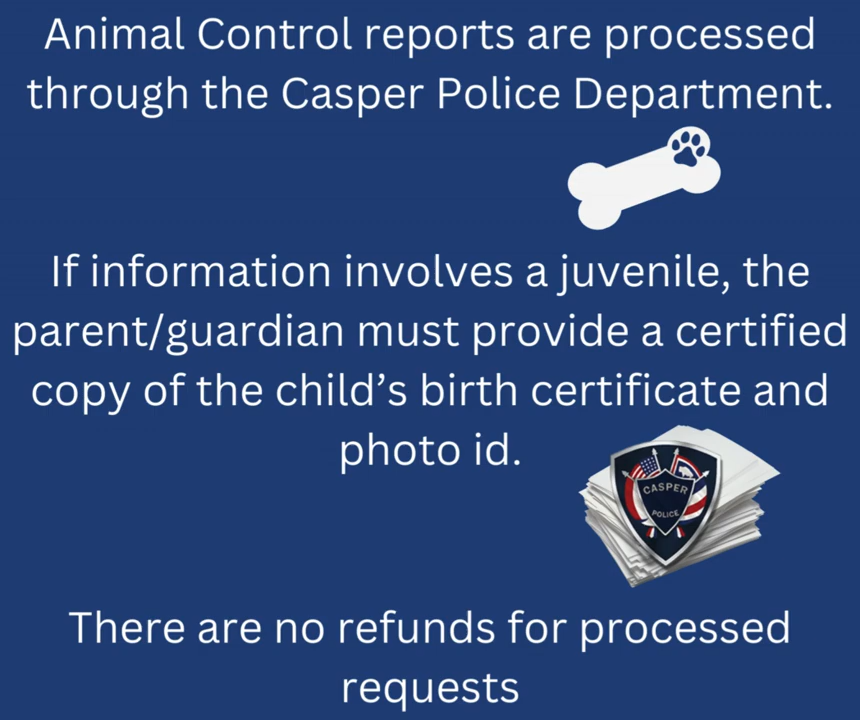 Animal Control reports are processed
through the Casper Police Department.
If information involves a juvenile, the
parent/guardian must provide a certified
copy of the child’s birth certificate and
photo id.
CASPER
POLICE
There are no refunds for processed
requests